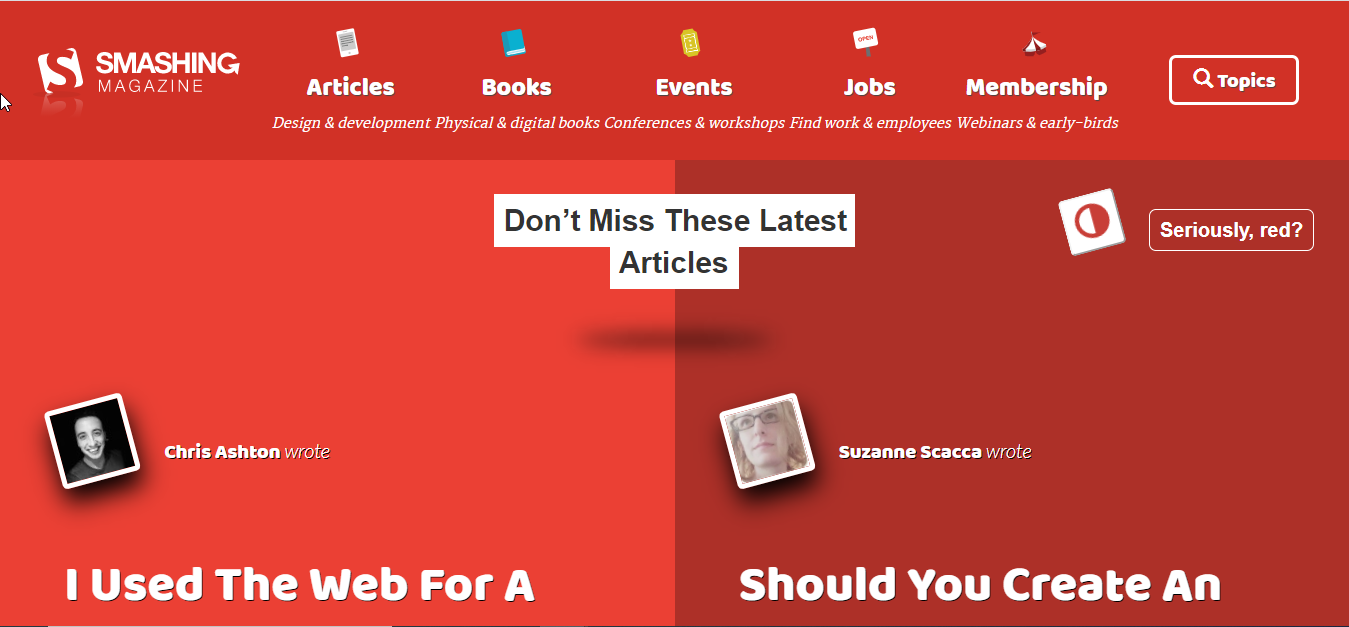 SMASHING
MAGAZINE
Articles
Design & development
Books
Physical & digital books
Events
Conferences & workshops
OPEN
Jobs
Find work & employees
Membership
Webinars & early-birds
Topics
Don’t Miss These Latest
Articles
Seriously, red?
Chris Ashton wrote
I Used The Web For A
Suzanne Scacca wrote
Should You Create An